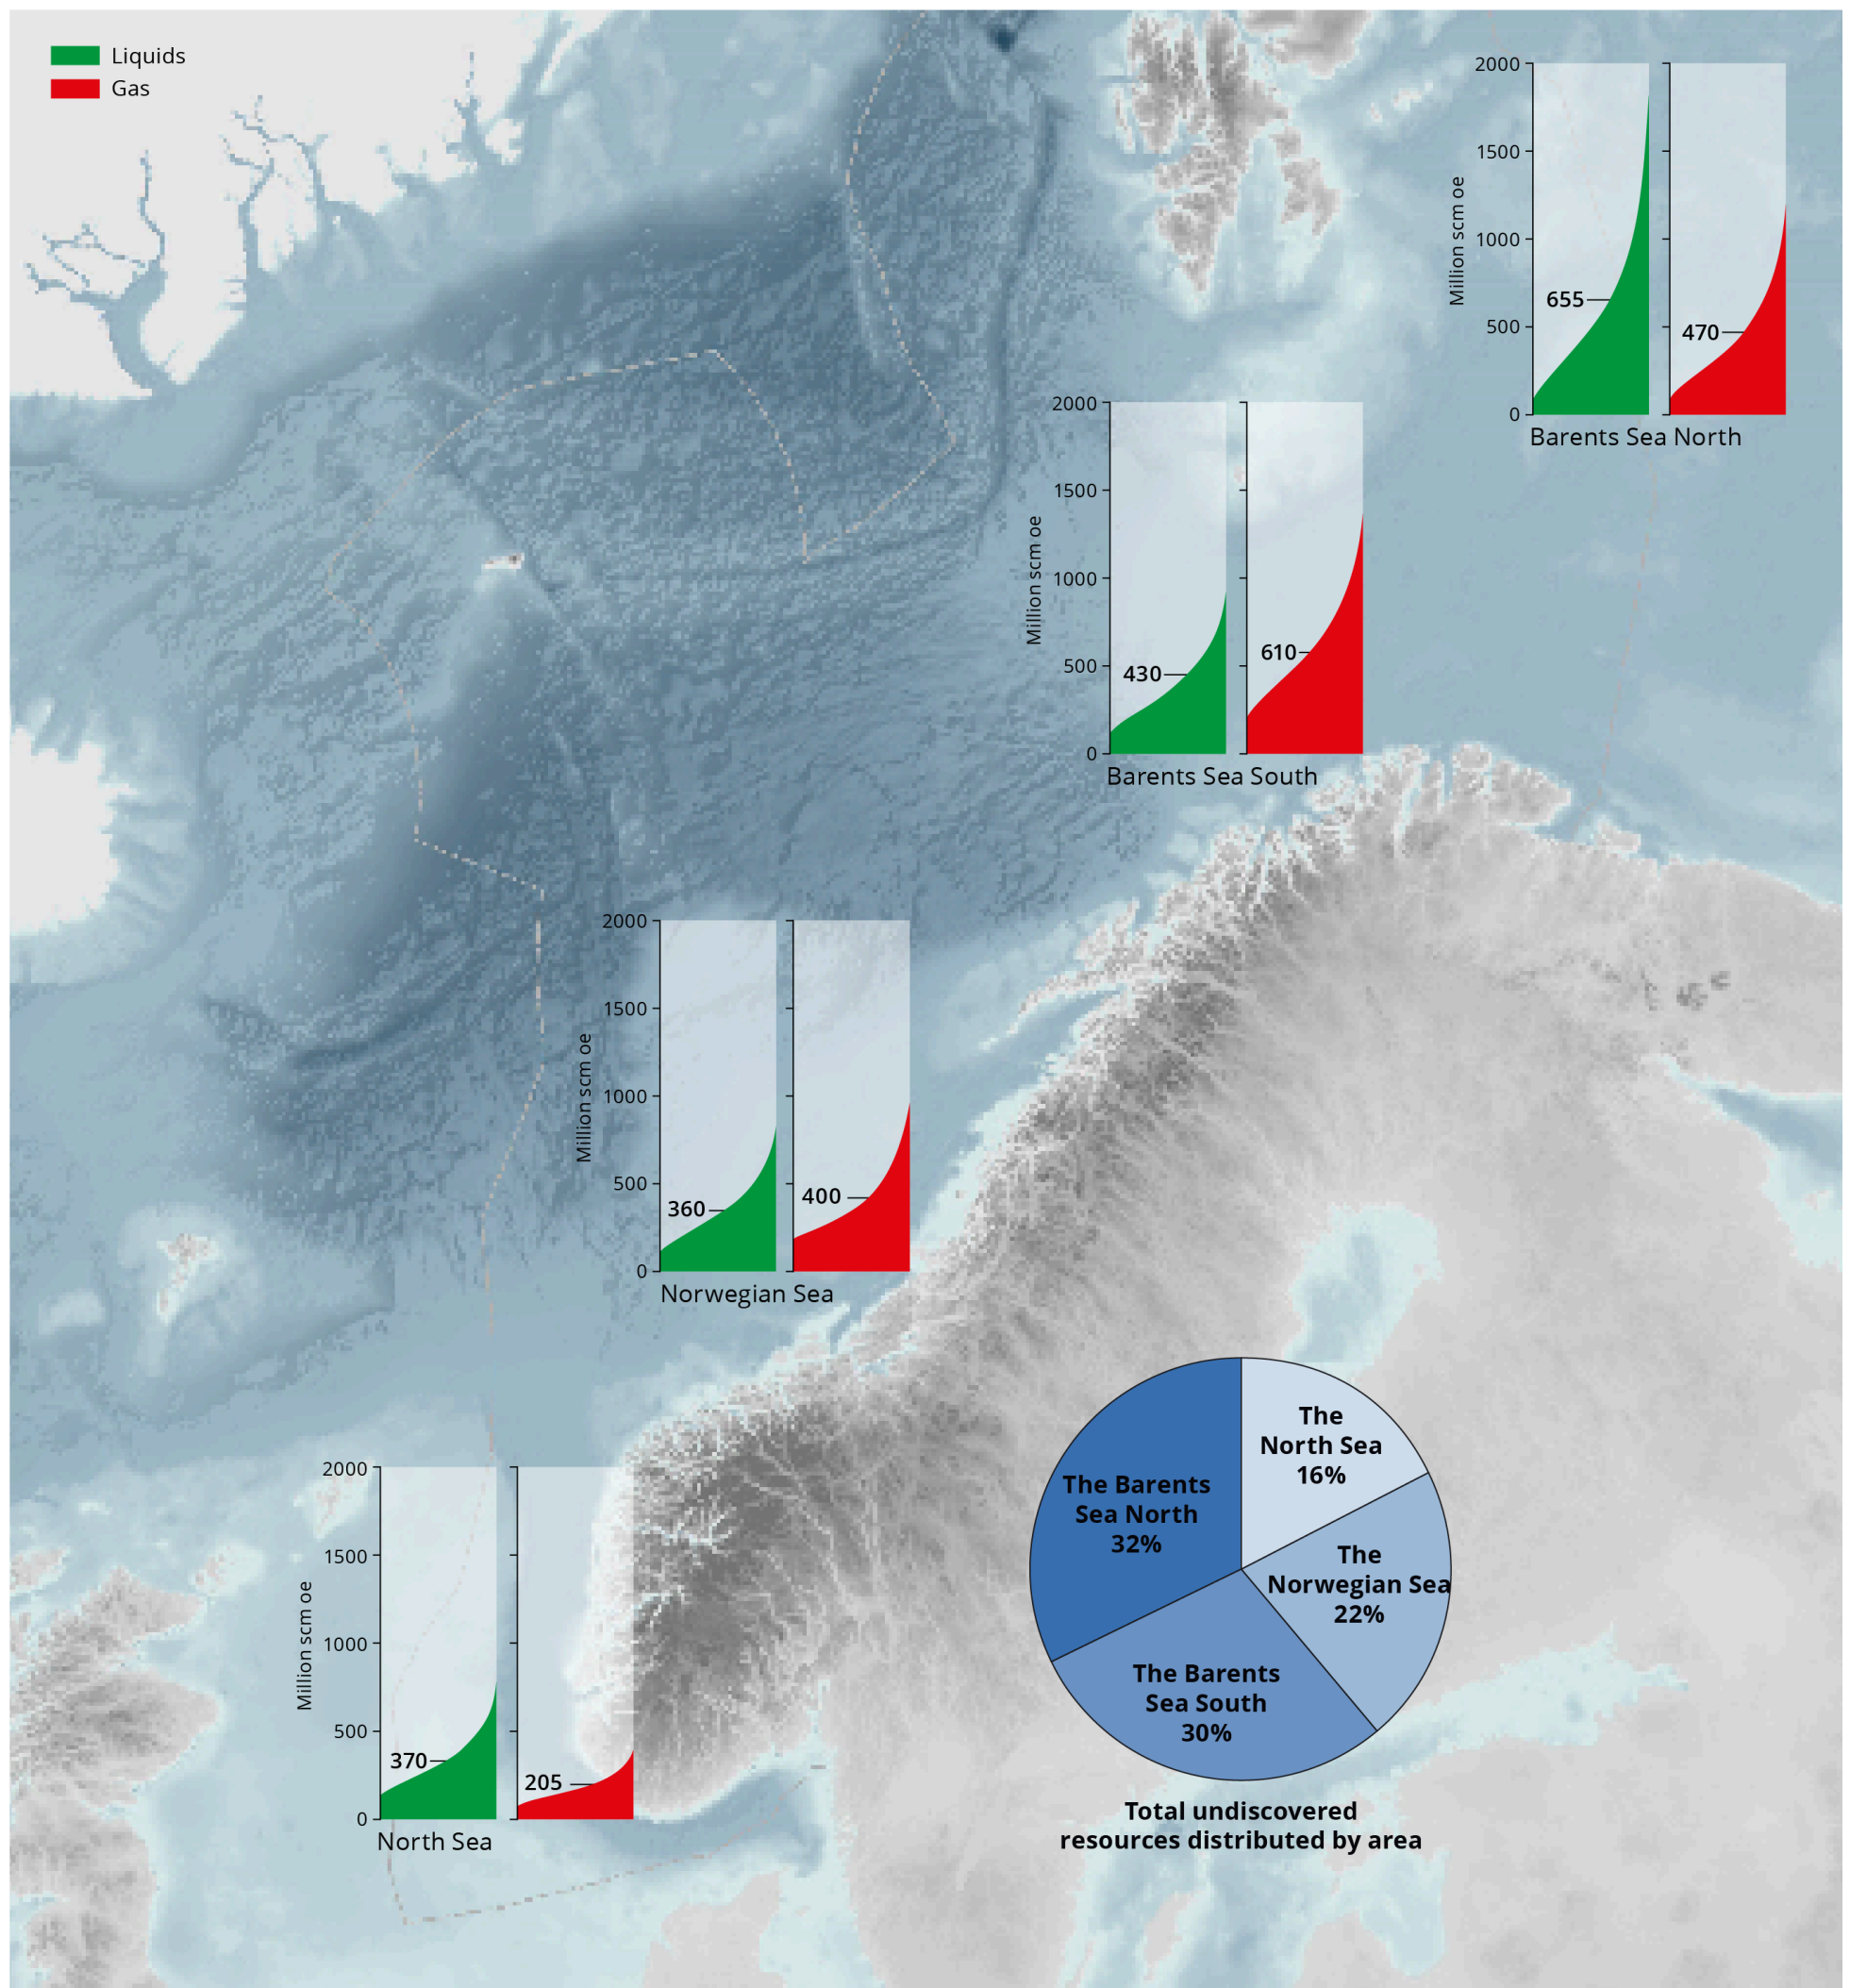 Liquids
Gas
2000
1500
1000
500
0
Million scm oe
655
470
Barents Sea North
2000
1500
1000
500
0
Million scm oe
430
610
Barents Sea South
2000
1500
1000
500
0
Million scm oe
360
400
Norwegian Sea
2000
1500
1000
500
0
Million scm oe
370
205
North Sea
The
North Sea
16%
The
Norwegian Sea
22%
The Barents
Sea South
30%
The Barents
Sea North
32%
Total undiscovered
resources distributed by area